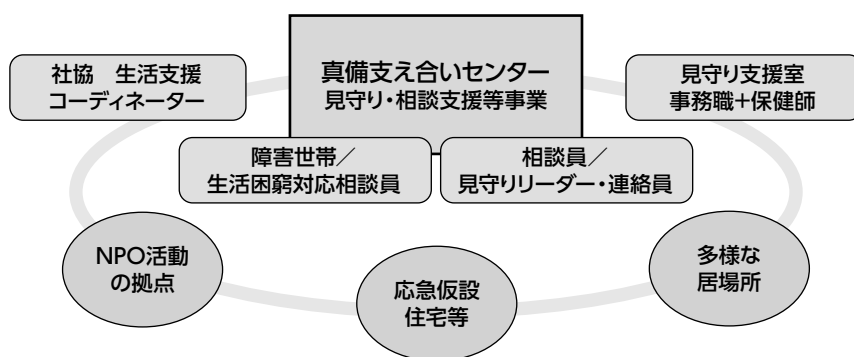 真備支え合いセンター
見守り・相談支援等事業
社協　生活支援
コーディネーター
見守り支援室
事務職+保健師
障害世帯／
生活困窮対応相談員
相談員／
見守りリーダー・連絡員
NPO活動
の拠点
応急仮設
住宅等
多様な
居場所